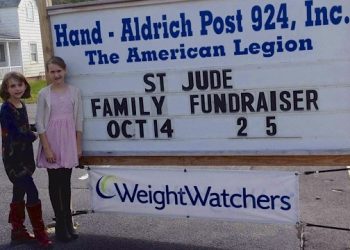 Hand - Aldrich Post 924, Inc.
The American Legion
ST JUDE
FAMILY FUNDRAISER
OCT 14 2 5
WeightWatchers